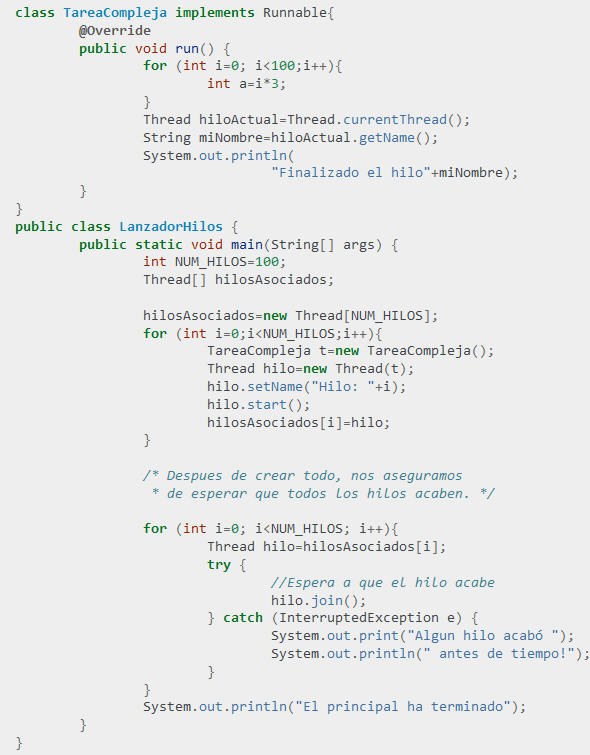 class TareaCompleja implements Runnable{
        @Override
        public void run() {
                for (int i=0; i<100;i++){
                        int a=i*3;
                }
                Thread hiloActual=Thread.currentThread();
                String miNombre=hiloActual.getName();
                System.out.println(
                                "Finalizado el hilo"+miNombre);
        }
}
public class LanzadorHilos {
        public static void main(String[] args) {
                int NUM_HILOS=100;
                Thread[] hilosAsociados;

                hilosAsociados=new Thread[NUM_HILOS];
                for (int i=0;i<NUM_HILOS;i++){
                        TareaCompleja t=new TareaCompleja();
                        Thread hilo=new Thread(t);
                        hilo.setName("Hilo: "+i);
                        hilo.start();
                        hilosAsociados[i]=hilo;
                }

                /* Despues de crear todo, nos aseguramos
                 * de esperar que todos los hilos acaben. */

                for (int i=0; i<NUM_HILOS; i++){
                        Thread hilo=hilosAsociados[i];
                        try {
                                //Espera a que el hilo acabe
                                hilo.join();
                        } catch (InterruptedException e) {
                                System.out.print("Algun hilo acabó ");
                                System.out.println(" antes de tiempo!");
                        }
                }
                System.out.println("El principal ha terminado");
        }
}